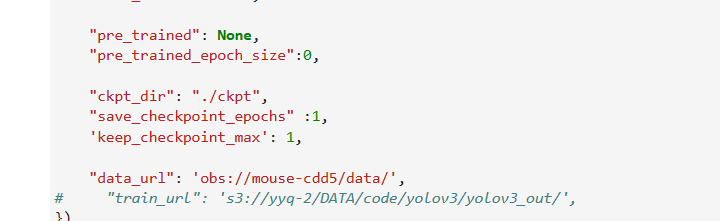 "pre_trained": None,
"pre_trained_epoch_size":0,
"ckpt_dir": "./ckpt",
"save_checkpoint_epochs" :1,
'keep_checkpoint_max': 1,
"data_url": 'obs://mouse-cdd5/data/',
#     "train_url": 's3://yyq-2/DATA/code/yolov3/yolov3_out/',
})